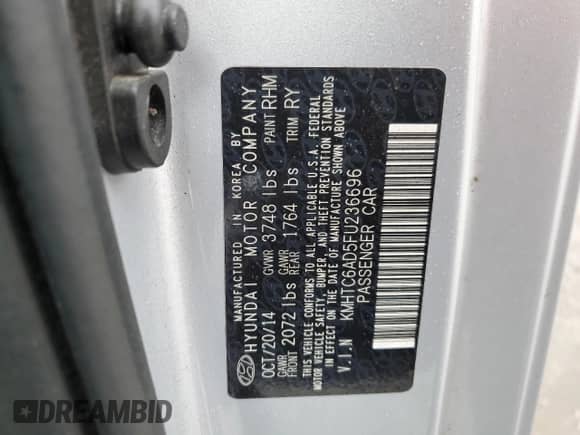 MANUFACTURED IN KOREA BY
HYUNDAI MOTOR COMPANY
OCT/20/14 GVWR 3748 lbs PAINT RHM
GAWR FRONT 2072 lbs GAWR REAR 1764 lbs TRIM RY
THIS VEHICLE CONFORMS TO ALL APPLICABLE U.S.A. FEDERAL
MOTOR VEHICLE SAFETY, BUMPER, AND THEFT PREVENTION STANDARDS
IN EFFECT ON THE DATE OF MANUFACTURE SHOWN ABOVE
V.I.N KMHTC6AD5FU236696
PASSENGER CAR
DREAMBID